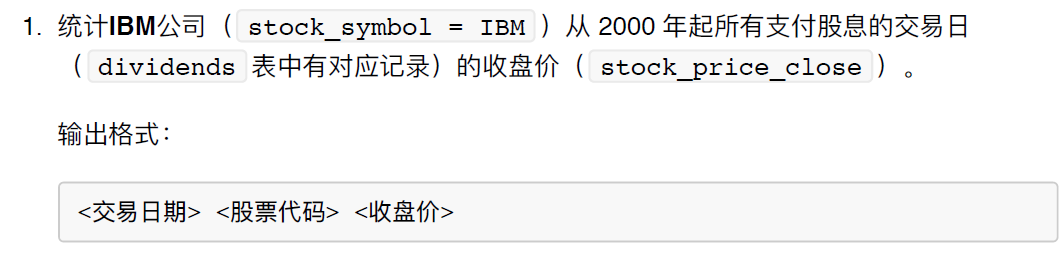 1. 统计IBM公司（ stock_symbol = IBM ）从 2000 年起所有支付股息的交易日
（ dividends 表中有对应记录）的收盘价（ stock_price_close ）。
输出格式：
<交易日期> <股票代码> <收盘价>